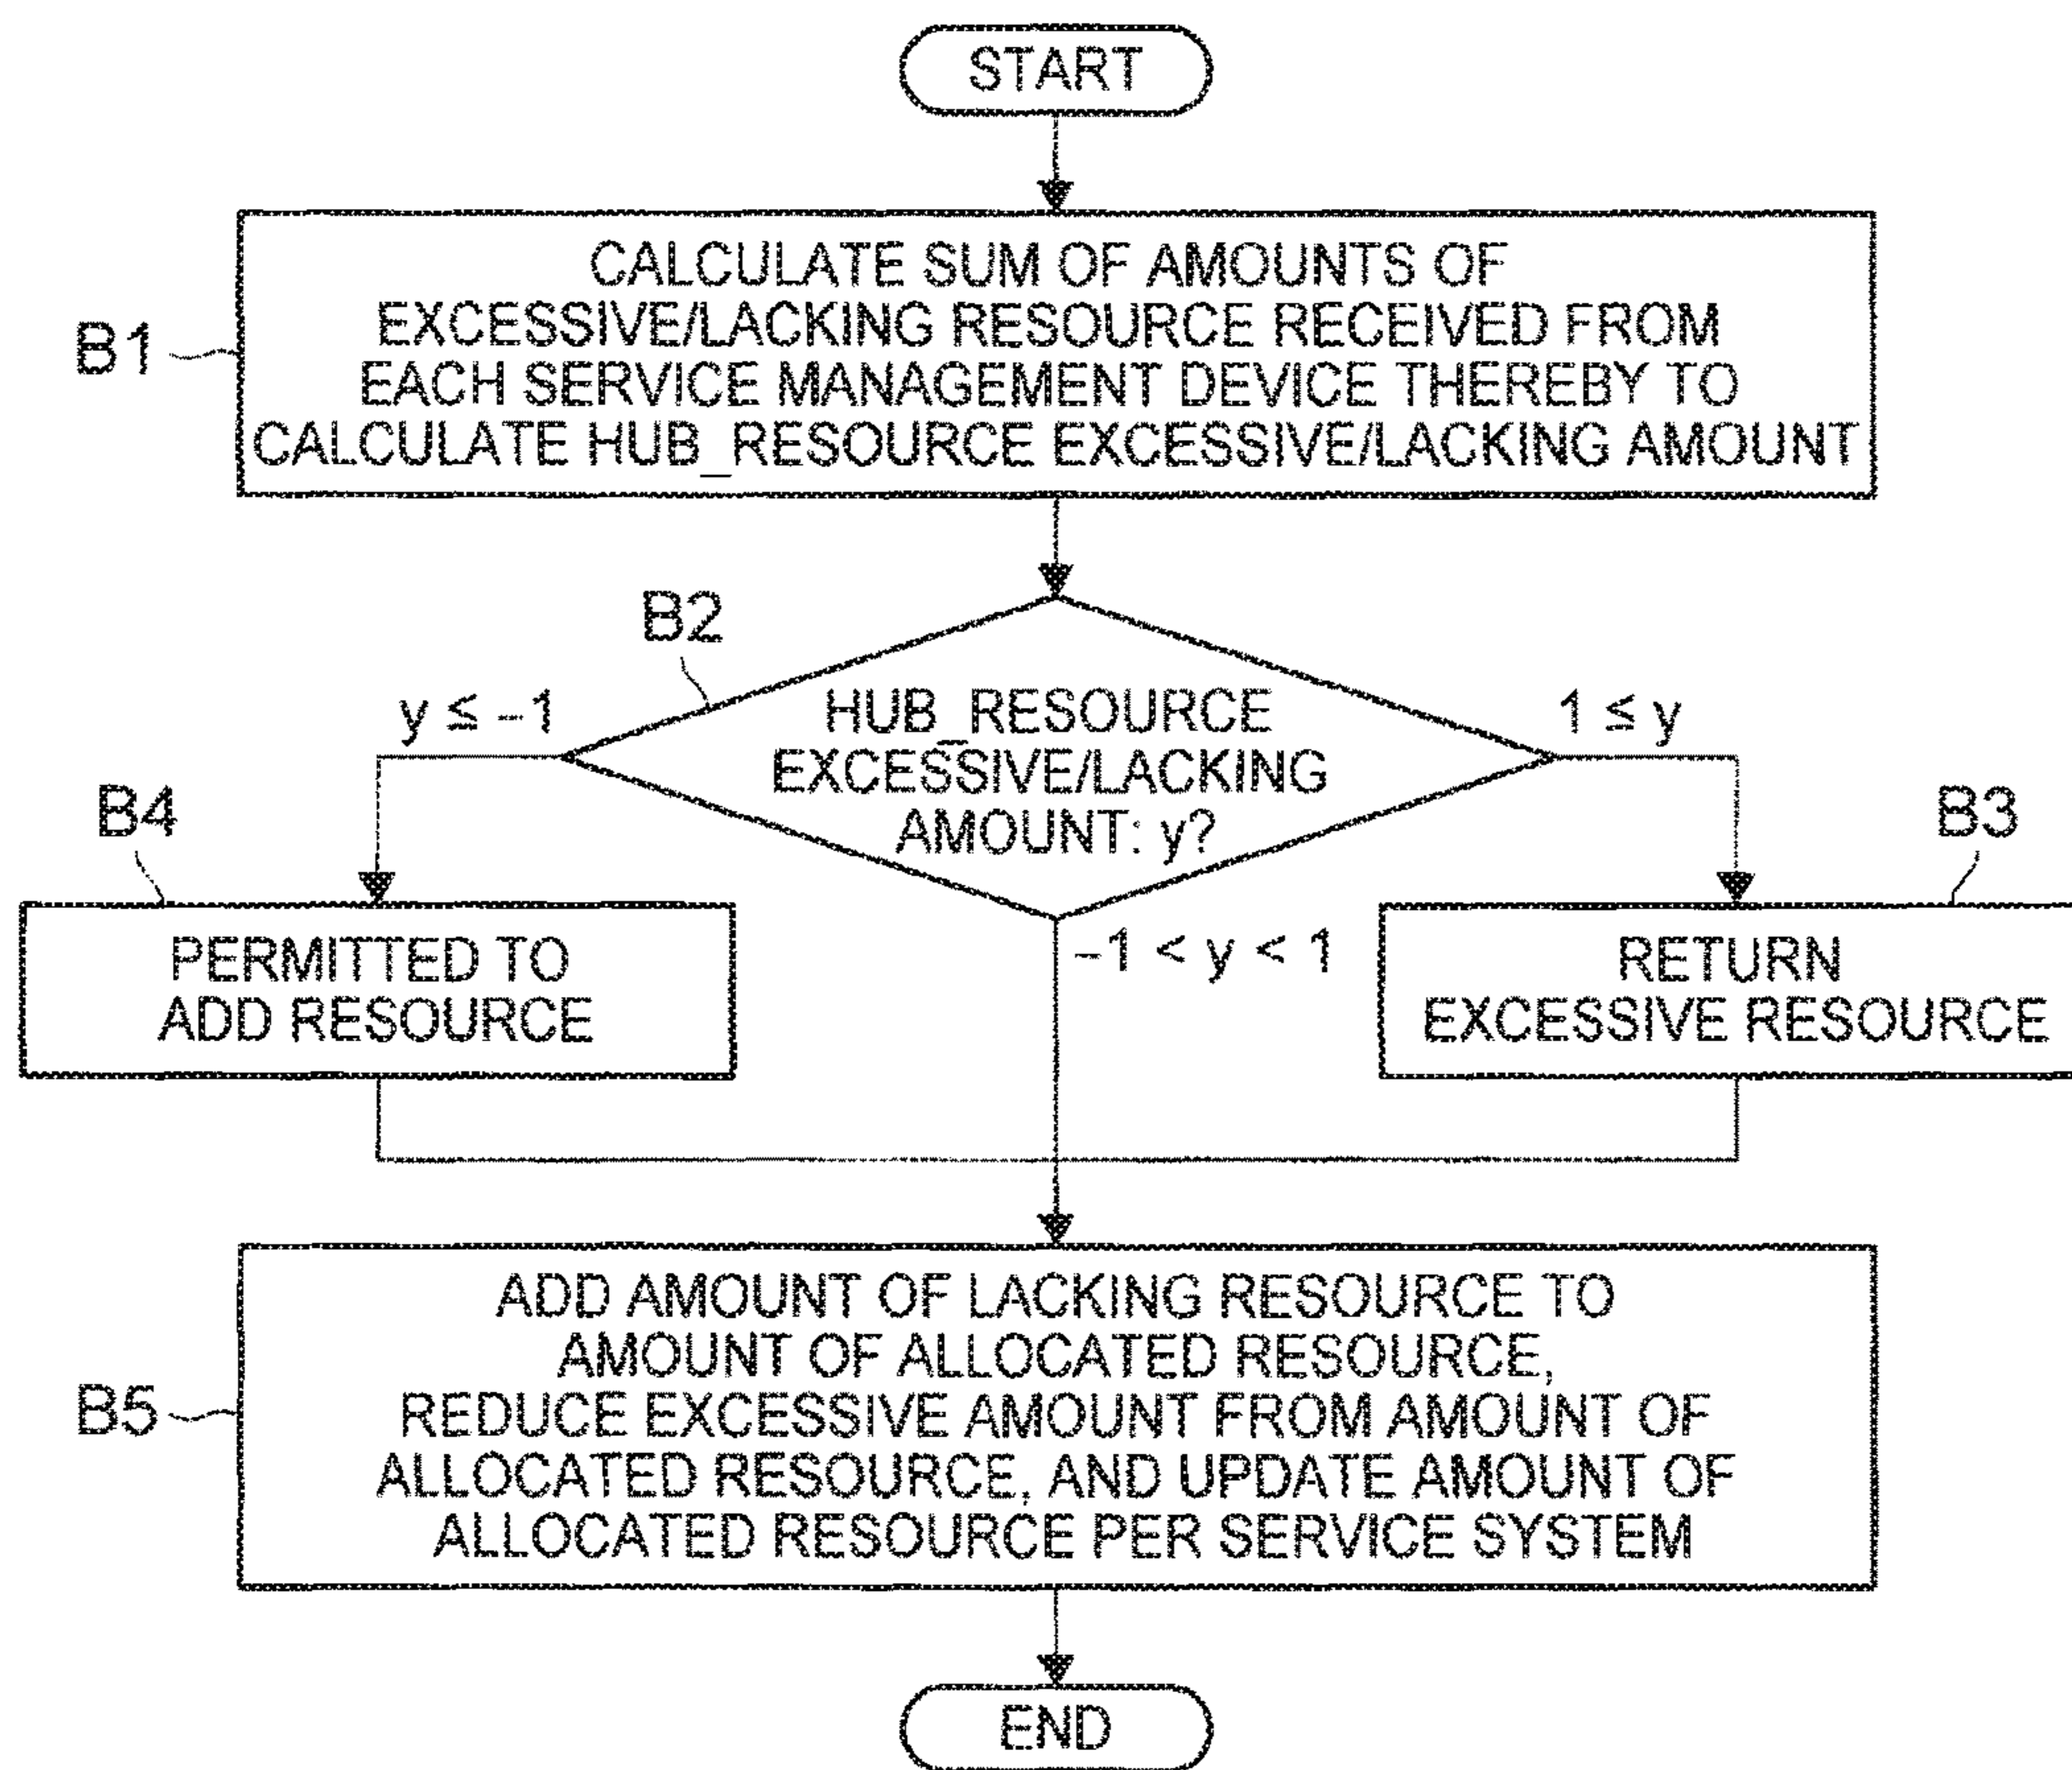 START
B1
CALCULATE SUM OF AMOUNTS OF
EXCESSIVE/LACKING RESOURCE RECEIVED FROM
EACH SERVICE MANAGEMENT DEVICE THEREBY TO
CALCULATE HUB_RESOURCE EXCESSIVE/LACKING AMOUNT
B2
y ≤ −1
HUB_RESOURCE
EXCESSIVE/LACKING
AMOUNT: y?
1 ≤ y
B4
PERMITTED TO
ADD RESOURCE
−1 < y < 1
B3
RETURN
EXCESSIVE RESOURCE
B5
ADD AMOUNT OF LACKING RESOURCE TO
AMOUNT OF ALLOCATED RESOURCE,
REDUCE EXCESSIVE AMOUNT FROM AMOUNT OF
ALLOCATED RESOURCE, AND UPDATE AMOUNT OF
ALLOCATED RESOURCE PER SERVICE SYSTEM
END